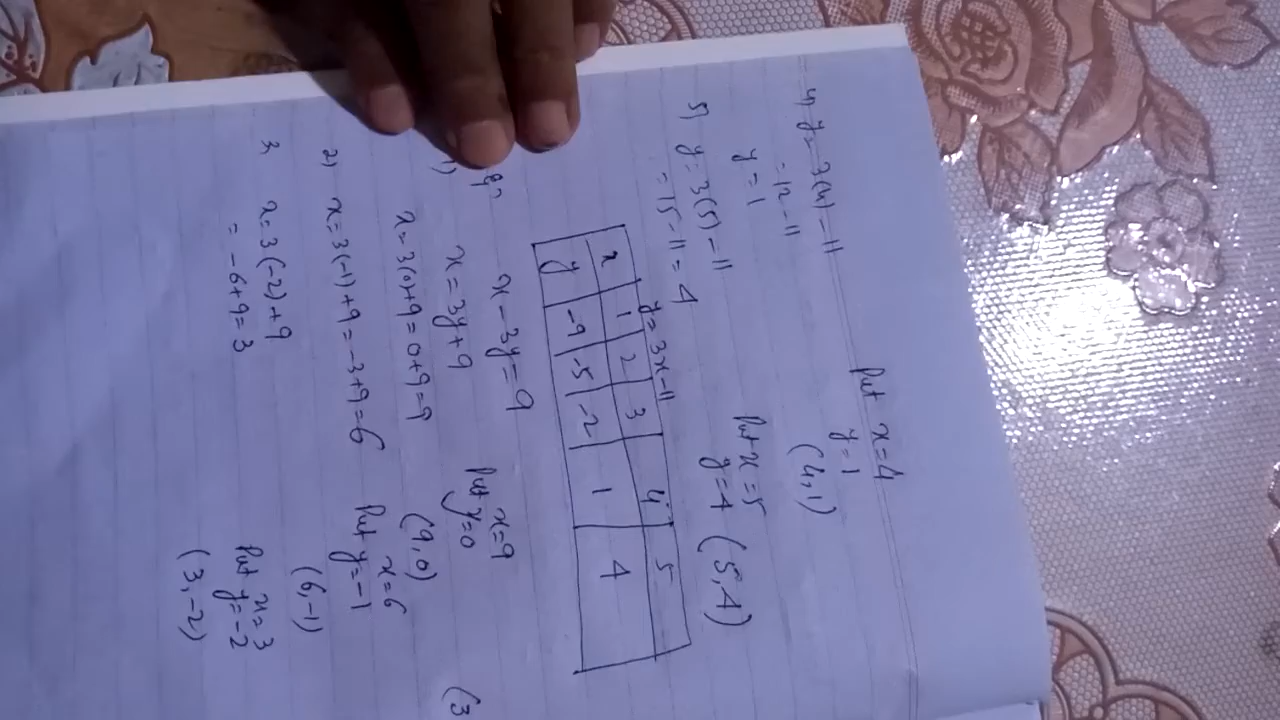 4) y = 3(4) - 11
= 12 - 11
y = 1
Put x = 4
y = 1
(4,1)
5) y = 3(5) - 11
= 15 - 11 = 4
Put x = 5
y = 4 (5,4)
y = 3x - 11
x 1 2 3 4 5
y -9 -5 -2 1 4
x - 3y = 9
1) x = 3y + 9
x = 3(0) + 9 = 0 + 9 = 9
Put x = 9
y = 0
(9,0)
2) x = 3(-1) + 9 = -3 + 9 = 6
x = 6
Put y = -1
(6,-1)
3, x = 3(-2) + 9
= -6 + 9 = 3
Put x = 3
y = -2
(3,-2)
(3